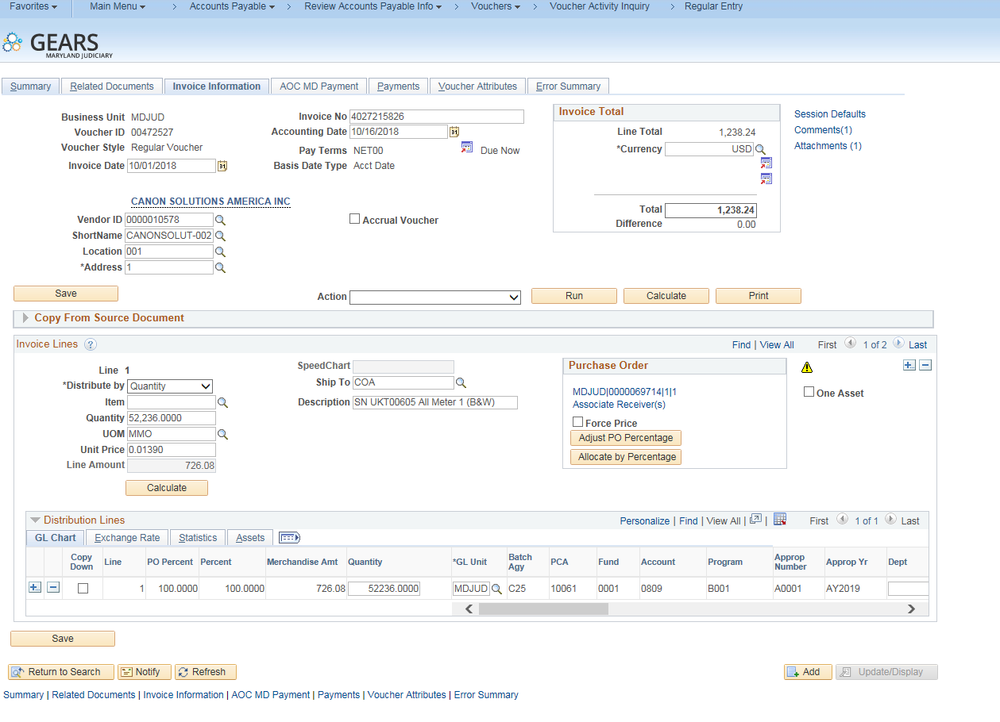 Favorites Main Menu > Accounts Payable > Review Accounts Payable Info > Vouchers > Voucher Activity Inquiry > Regular Entry
GEARS
MARYLAND JUDICIARY
Summary Related Documents Invoice Information AOC MD Payment Payments Voucher Attributes Error Summary
Business Unit MDJUD
Voucher ID 00472527
Voucher Style Regular Voucher
Invoice Date 10/01/2018 31
Invoice No 4027215826
Accounting Date 10/16/2018 31
Pay Terms NET00 Due Now
Basis Date Type Acct Date
Invoice Total
Line Total 1,238.24
*Currency USD
Total 1,238.24
Difference 0.00
Session Defaults
Comments(1)
Attachments (1)
CANON SOLUTIONS AMERICA INC
Vendor ID 0000010578
ShortName CANONSOLUT-002
Location 001
*Address 1
Accrual Voucher
Save
Action
Run Calculate Print
Copy From Source Document
Invoice Lines ? Find | View All First 1 of 2 Last
Line 1
*Distribute by Quantity
Item
Quantity 52,236.0000
UOM MMO
Unit Price 0.01390
Line Amount 726.08
Calculate
SpeedChart
Ship To COA
Description SN UKT00605 All Meter 1 (B&W)
Purchase Order
MDJUD|0000069714|1|1
Associate Receiver(s)
Force Price
Adjust PO Percentage
Allocate by Percentage
One Asset
Distribution Lines Personalize | Find | View All | | First 1 of 1 Last
GL Chart Exchange Rate Statistics Assets
Copy Down Line PO Percent Percent Merchandise Amt Quantity *GL Unit Batch Agy PCA Fund Account Program Approp Number Approp Yr Dept
1 100.0000 100.0000 726.08 52236.0000 MDJUD C25 10061 0001 0809 B001 A0001 AY2019
Save
Return to Search Notify Refresh Add Update/Display
Summary | Related Documents | Invoice Information | AOC MD Payment | Payments | Voucher Attributes | Error Summary